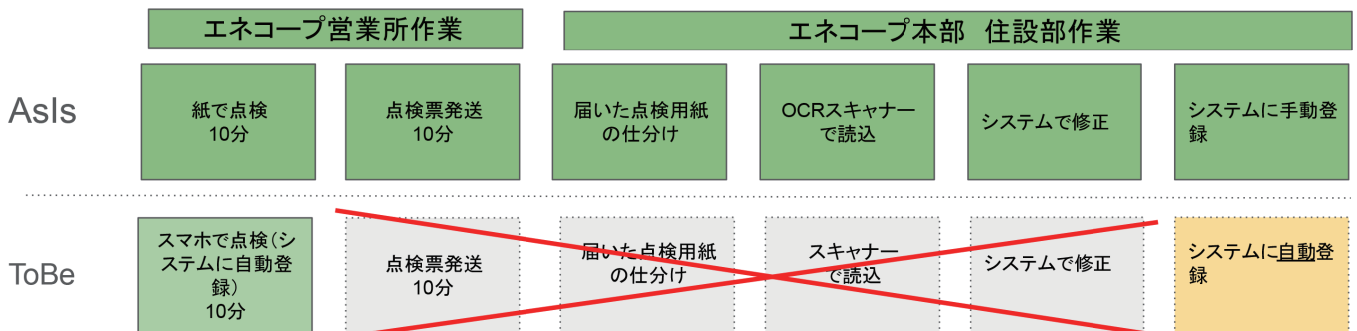 エネコープ営業所作業
エネコープ本部 住設部作業
AsIs
紙で点検
10分
点検票発送
10分
届いた点検用紙
の仕分け
OCRスキャナー
で読込
システムで修正
システムに手動登
録
ToBe
スマホで点検(シ
ステムに自動登
録)
10分
点検票発送
10分
届いた点検用紙
の仕分け
スキャナー
で読込
システムで修正
システムに自動登
録